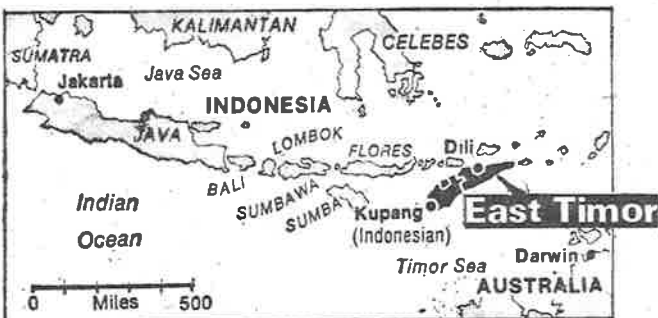 KALIMANTAN
CELEBES
SUMATRA
Java Sea
Jakarta
INDONESIA
JAVA
LOMBOK
FLORES
Dili
BALI
SUMBAWA
SUMBA
Indian
Ocean
Kupang
(Indonesian)
East Timor
Darwin
Timor Sea
AUSTRALIA
0 Miles 500